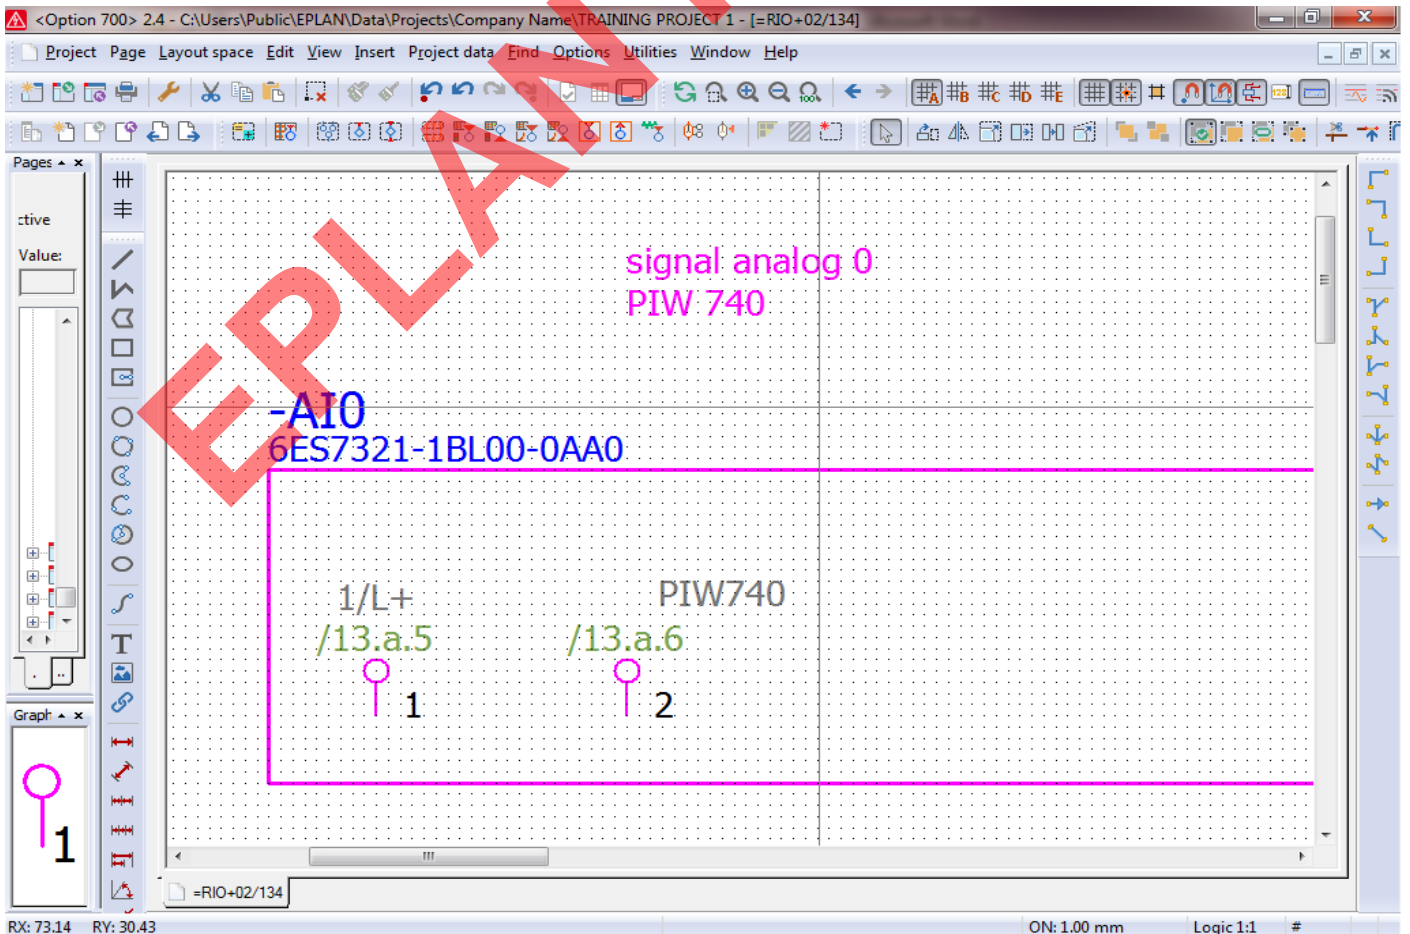 <Option 700> 2.4 - C:\Users\Public\EPLAN\Data\Projects\Company Name\TRAINING PROJECT 1 - [=RIO+02/134]
Project Page Layout space Edit View Insert Project data Find Options Utilities Window Help
Pages
ctive
Value:
signal analog 0
PIW 740
-AI0
6ES7321-1BL00-0AA0
1/L+ PIW740
/13.a.5 /13.a.6
1 2
Graph
1
=RIO+02/134
RX: 73.14 RY: 30.43 ON: 1.00 mm Logic 1:1 #
EPLAN